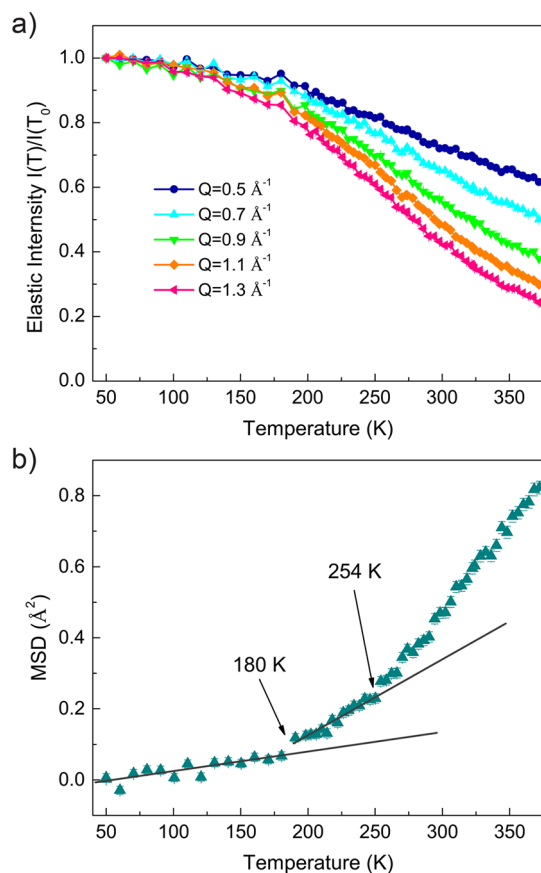 a)
1.0
0.8
0.6
0.4
0.2
0.0
Elastic Internsity I(T)/I(T₀)
Q=0.5 Å⁻¹
Q=0.7 Å⁻¹
Q=0.9 Å⁻¹
Q=1.1 Å⁻¹
Q=1.3 Å⁻¹
50 100 150 200 250 300 350
Temperature (K)
b)
0.8
0.6
0.4
0.2
0.0
MSD (Å²)
254 K
180 K
50 100 150 200 250 300 350
Temperature (K)